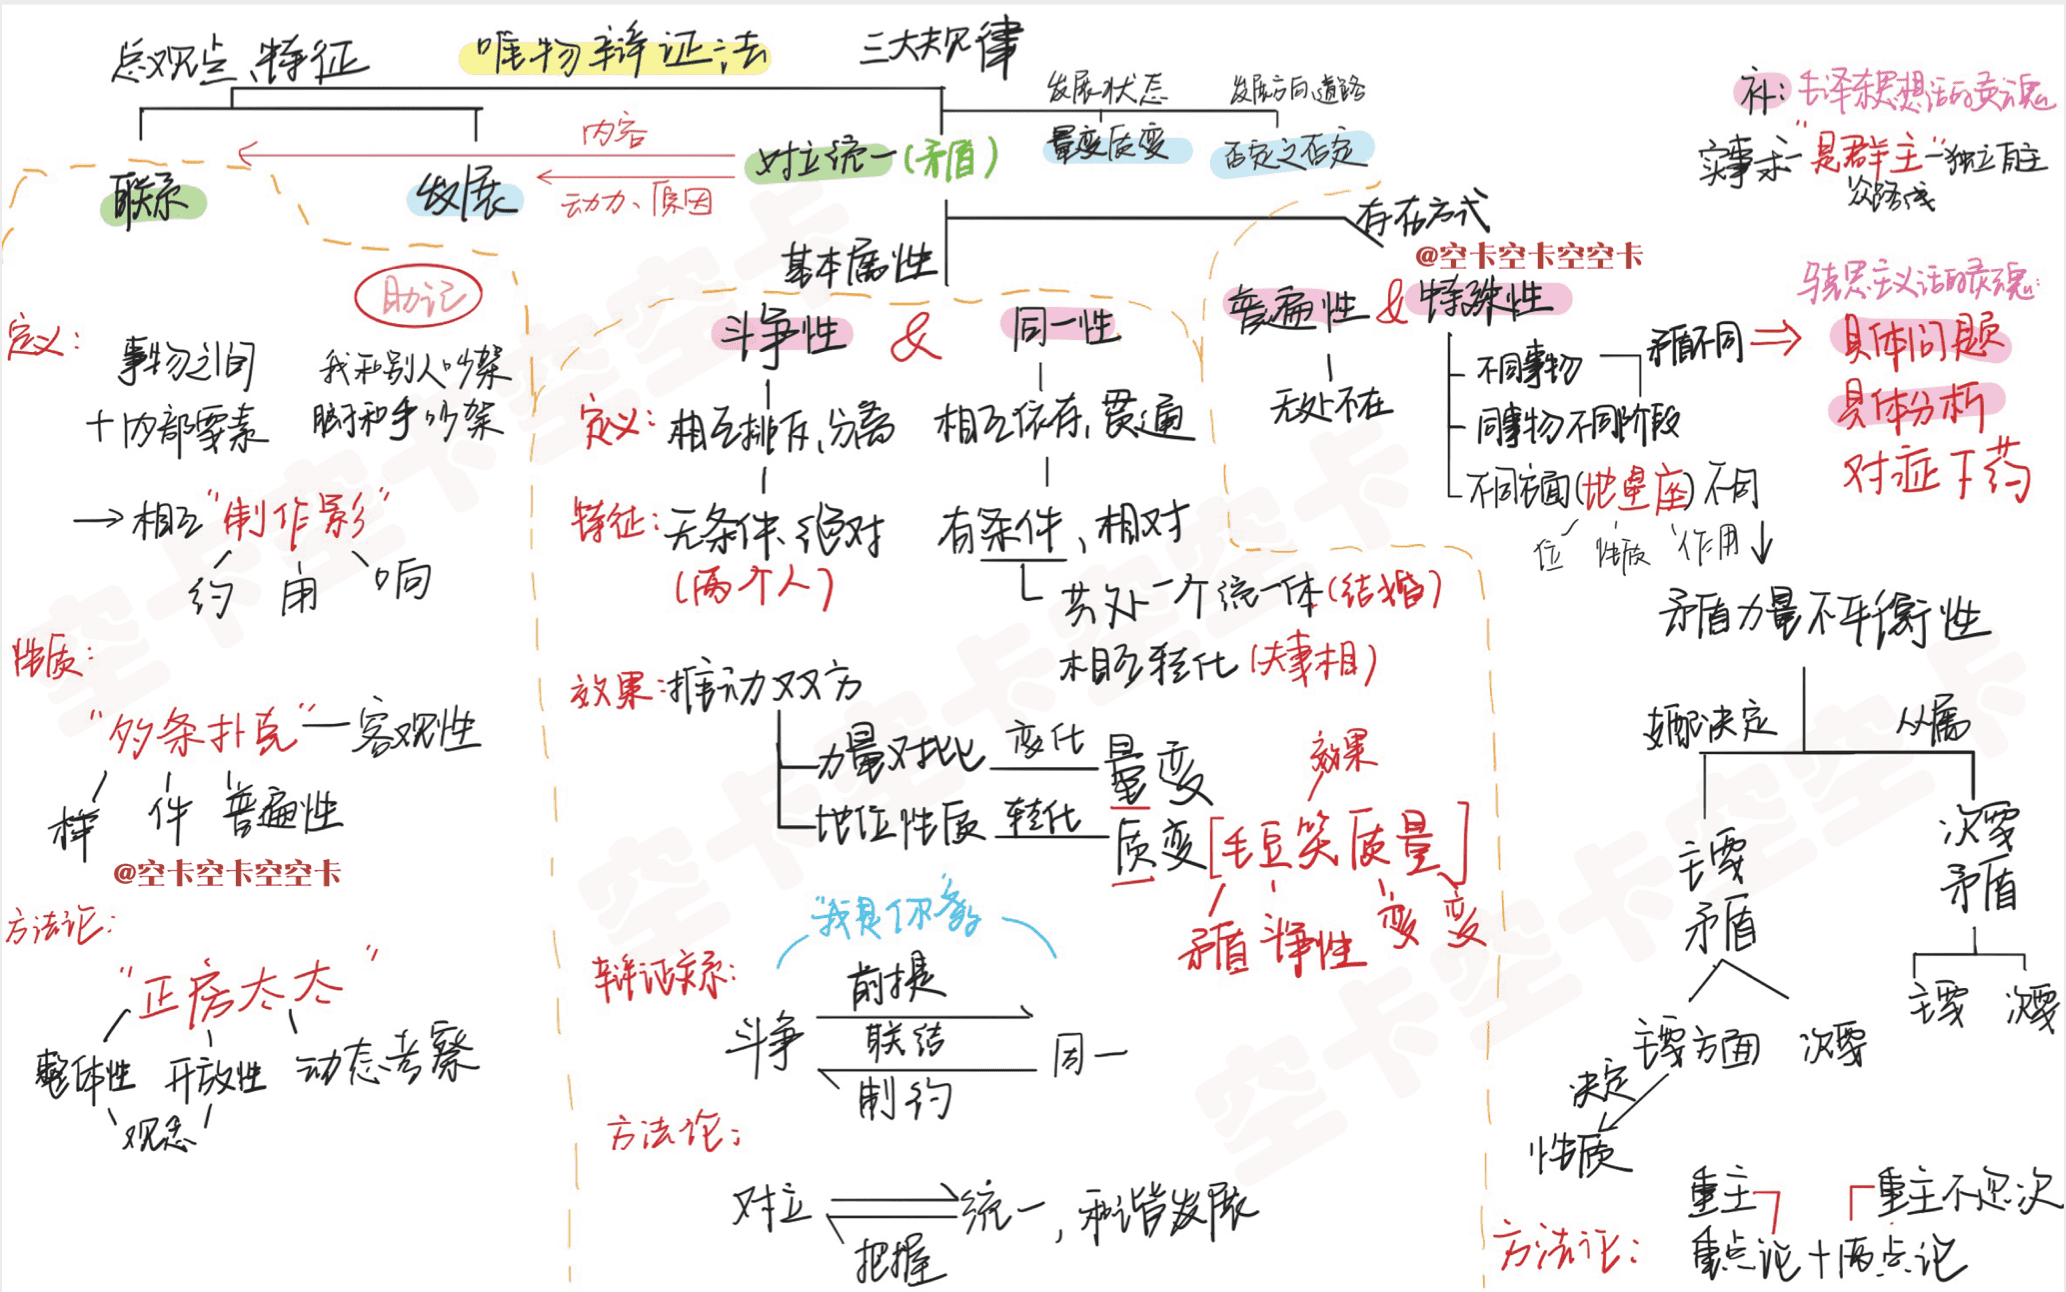 总观点、特征
唯物辩证法
三大规律
发展状态
发展方向道路
量变质变
否定之否定
对立统一(矛盾)
内容
动力、原因
联系
发展
补：毛泽东思想活的灵魂
实事求"是群主"独立自主
众路线
基本属性
存在方式
@空卡空卡空空卡
助记
定义：
事物之间
十内部要素
我和别人吵架
脚和手吵架
→相互"制作影"
约 用 响
性质：
"多条扑克"—客观性
样 件 普遍性
@空卡空卡空空卡
方法论：
"正房太太"
整体性 开放性 动态考察
观念
斗争性 & 同一性
定义：相互排斥、分离
相互依存、贯通
特征：无条件、绝对
(两个人)
有条件、相对
共处一个统一体(结婚)
相互转化(夫妻相)
效果：推动双方
力量对比 变化 量变
地位性质 转化 质变[毛豆笑质量]
效果
矛盾 斗争性 变 变
"我是你爹"
辩证关系：
前提
斗争 联结 同一
制约
方法论：
对立 统一，和谐发展
把握
普遍性 & 特殊性
无处不在
不同事物
同事物不同阶段
矛盾不同
不同方面(地星座)不同
位 性质 作用
马克思主义活的灵魂：
具体问题
具体分析
对症下药
矛盾力量不平衡性
支配决定
从属
主要
矛盾
次要
矛盾
主要方面 次要
主要 次要
决定
性质
重主
重主不忽次
方法论：重点论十两点论